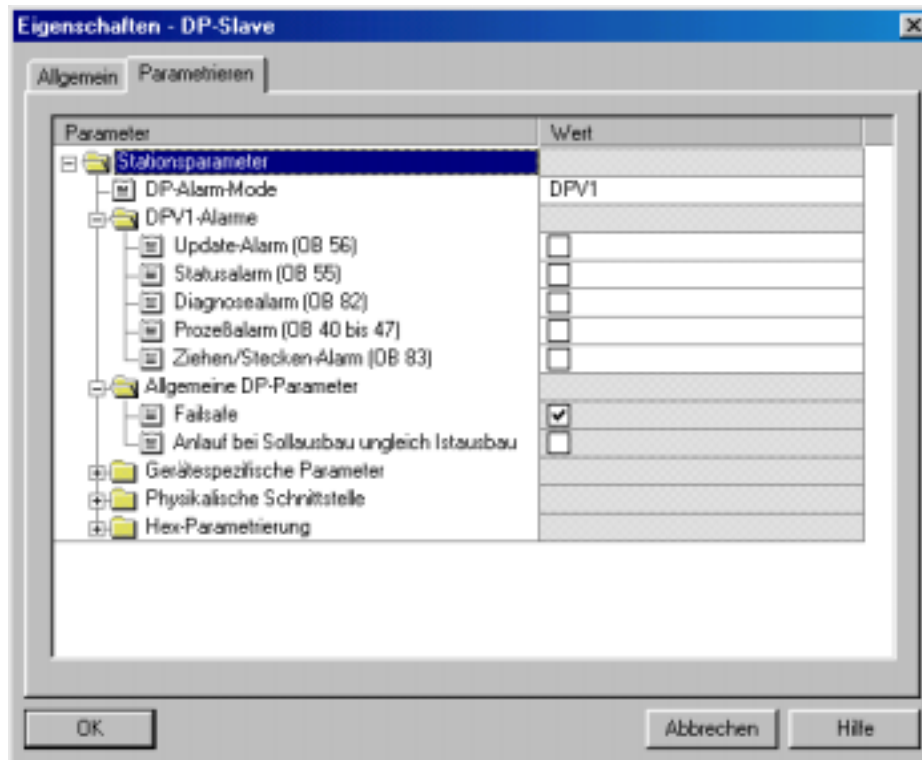 Eigenschaften - DP-Slave
Allgemein Parametrieren
Parameter Wert
Stationsparameter
DP-Alarm-Mode DPV1
DPV1-Alarme
Update-Alarm (OB 56)
Statusalarm (OB 55)
Diagnosealarm (OB 82)
Prozeßalarm (OB 40 bis 47)
Ziehen/Stecken-Alarm (OB 83)
Allgemeine DP-Parameter
Failsafe
Anlauf bei Sollausbau ungleich Istausbau
Gerätespezifische Parameter
Physikalische Schnittstelle
Hex-Parametrierung
OK Abbrechen Hilfe